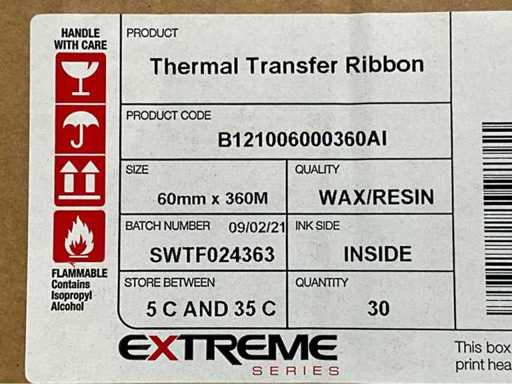 HANDLE
WITH CARE
FLAMMABLE
Contains
Isopropyl
Alcohol
PRODUCT
Thermal Transfer Ribbon
PRODUCT CODE
B121006000360AI
SIZE
60mm x 360M
QUALITY
WAX/RESIN
BATCH NUMBER 09/02/21
SWTF024363
INK SIDE
INSIDE
STORE BETWEEN
5 C AND 35 C
QUANTITY
30
EXTREME
SERIES
This box
print hea